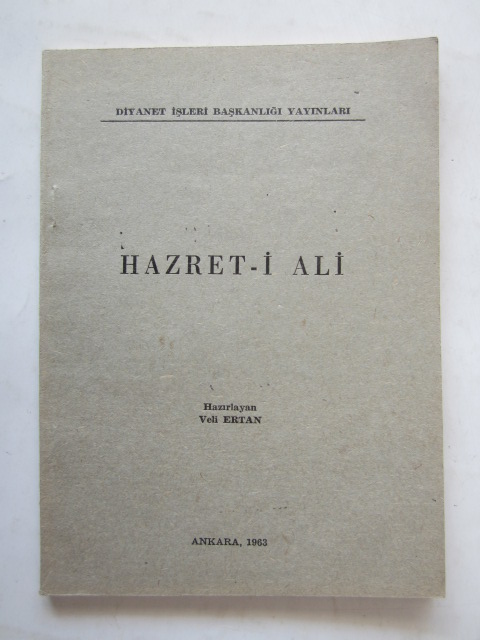 DİYANET İŞLERİ BAŞKANLIĞI YAYINLARI
HAZRET-İ ALİ
Hazırlayan
Veli ERTAN
ANKARA, 1963